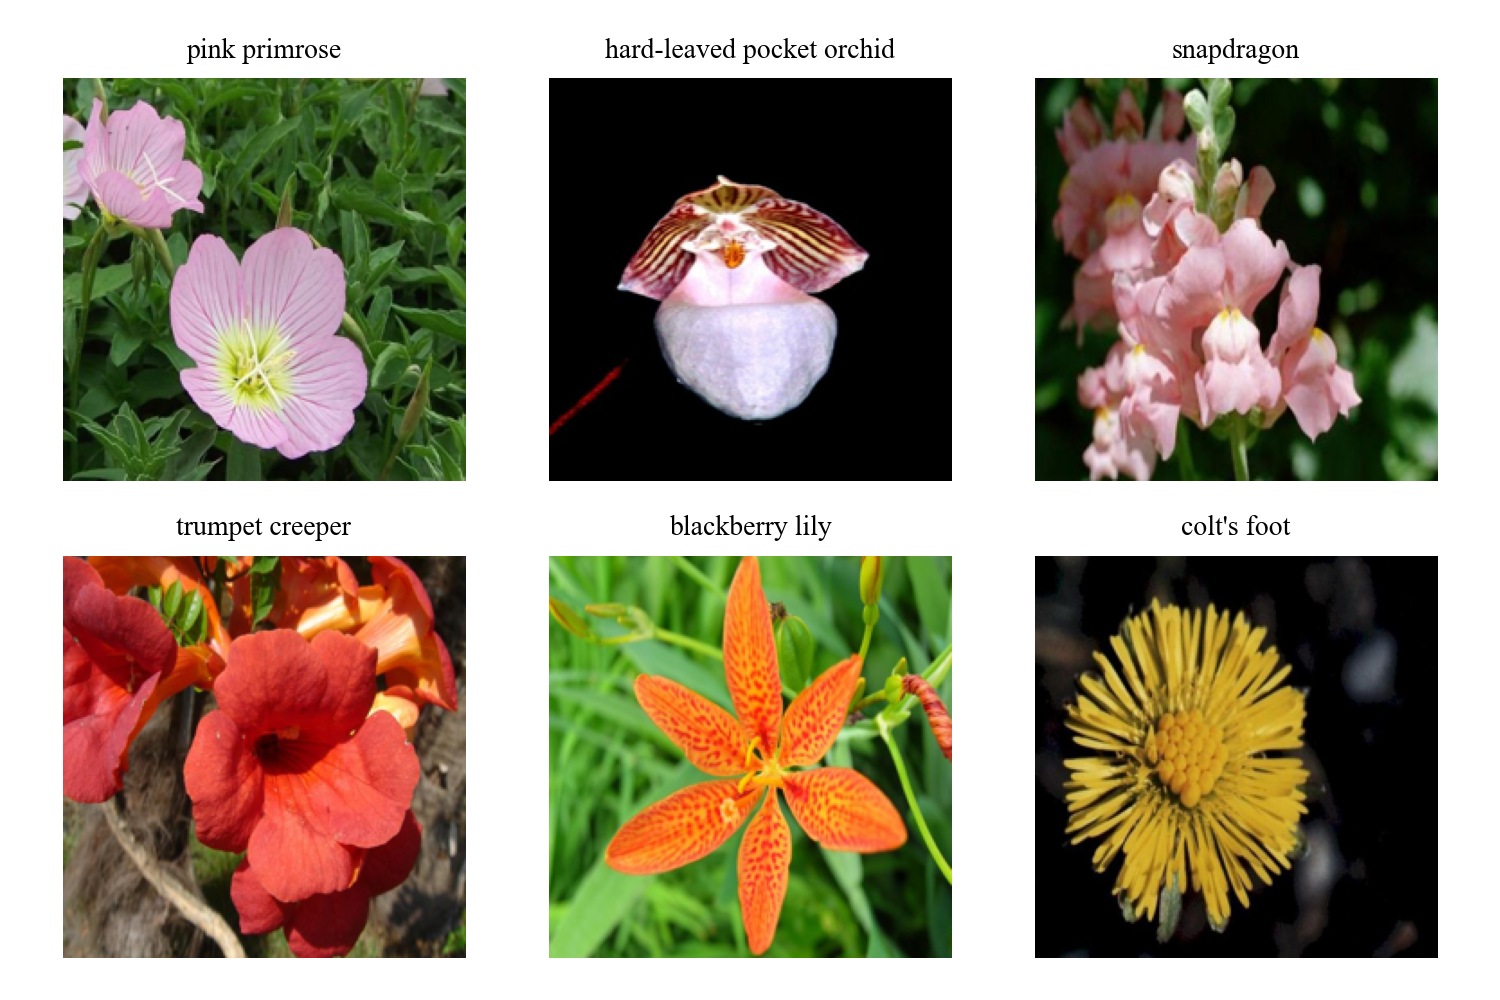 pink primrose
hard-leaved pocket orchid
snapdragon
trumpet creeper
blackberry lily
colt's foot